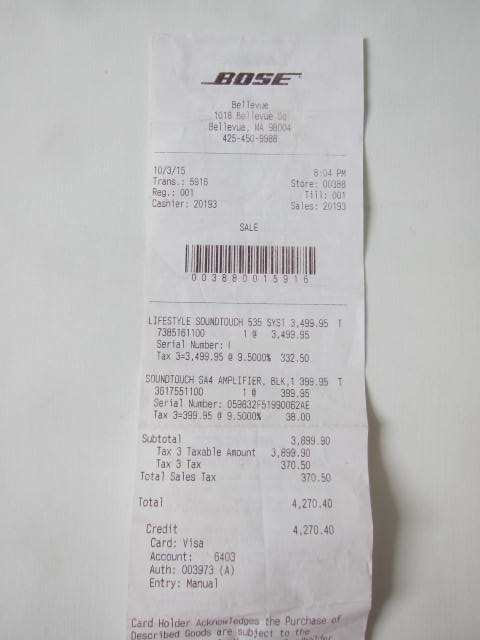 BOSE
Bellevue
1018 Bellevue Sq
Bellevue, WA 98004
425-450-9988
10/3/15 8:04 PM
Trans.: 5916 Store: 00388
Reg.: 001 Till: 001
Cashier: 20193 Sales: 20193
SALE
0038800015916
LIFESTYLE SOUNDTOUCH 535 SYST 3,499.95 T
7385161100 1 @ 3,499.95
Serial Number:
Tax 3=3,499.95 @ 9.5000% 332.50
SOUNDTOUCH SA4 AMPLIFIER, BLK,1 399.95 T
3617551100 1 @ 399.95
Serial Number: 059832F51990062AE
Tax 3=399.95 @ 9.5000% 38.00
Subtotal 3,899.90
Tax 3 Taxable Amount 3,899.90
Tax 3 Tax 370.50
Total Sales Tax 370.50
Total 4,270.40
Credit 4,270.40
Card: Visa
Account: 6403
Auth: 003973 (A)
Entry: Manual
Card Holder Acknowledges the Purchase of
Described Goods are subject to the